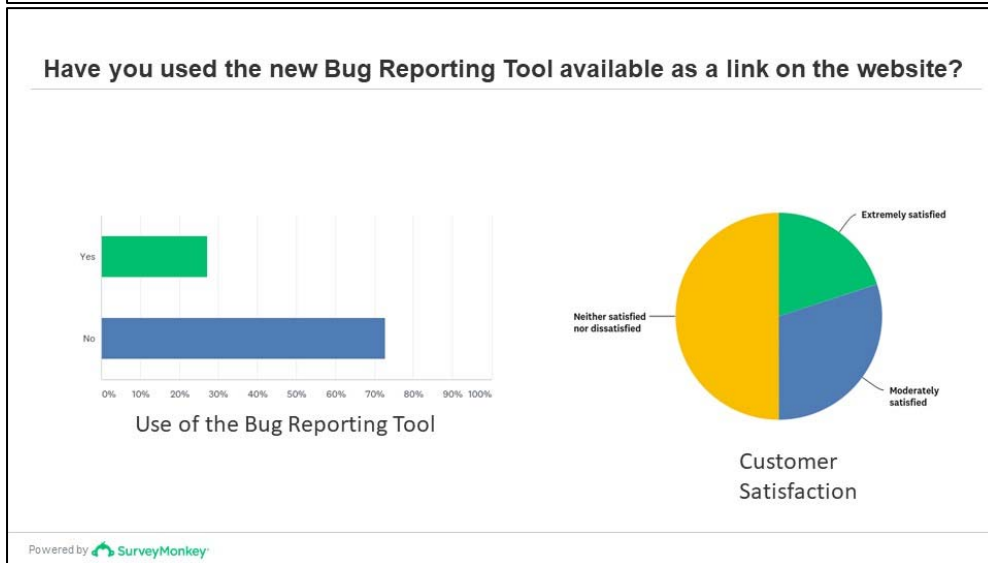 Have you used the new Bug Reporting Tool available as a link on the website?
Yes
No
0% 10% 20% 30% 40% 50% 60% 70% 80% 90% 100%
Use of the Bug Reporting Tool
Extremely satisfied
Neither satisfied
nor dissatisfied
Moderately
satisfied
Customer
Satisfaction
Powered by SurveyMonkey